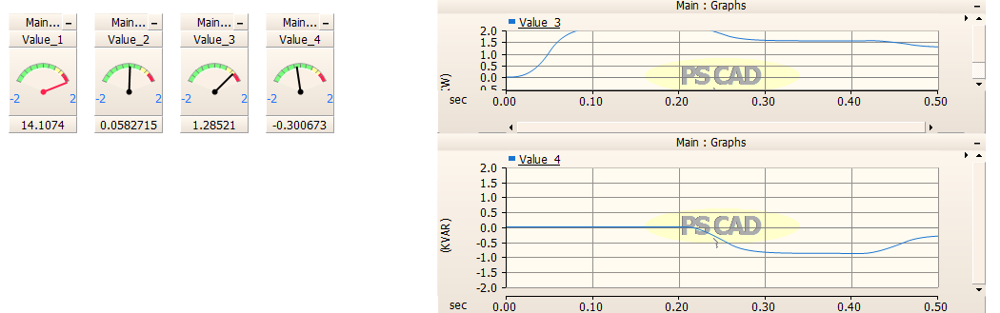 Main... – Main... – Main... – Main... –
Value_1 Value_2 Value_3 Value_4
-2 2 -2 2 -2 2 -2 2
14.1074 0.0582715 1.28521 -0.300673
Main : Graphs
Value_3
2.0
1.5
1.0
0.5
0.0
PSCAD
sec 0.00 0.10 0.20 0.30 0.40 0.50
Main : Graphs
Value_4
2.0
1.5
1.0
0.5
0.0
-0.5
-1.0
-1.5
-2.0
(KVAR)
PSCAD
sec 0.00 0.10 0.20 0.30 0.40 0.50